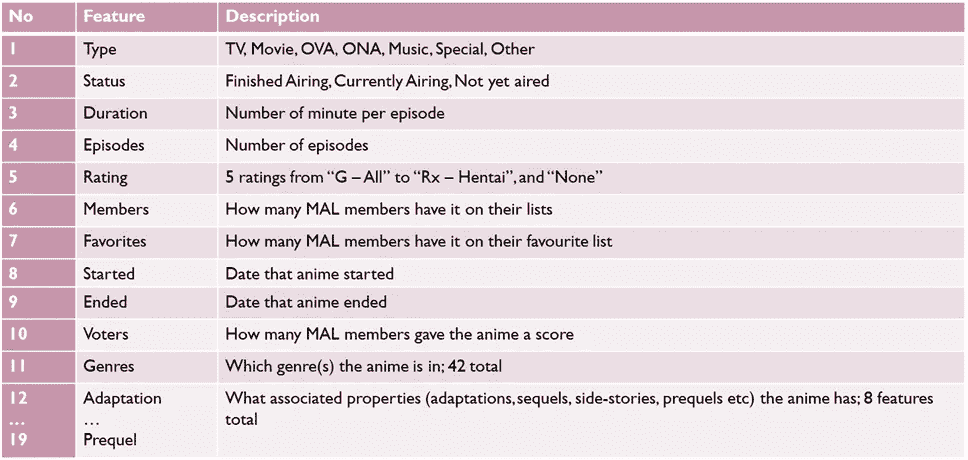 No Feature Description
1 Type TV, Movie, OVA, ONA, Music, Special, Other
2 Status Finished Airing, Currently Airing, Not yet aired
3 Duration Number of minute per episode
4 Episodes Number of episodes
5 Rating 5 ratings from “G – All” to “Rx – Hentai”, and “None”
6 Members How many MAL members have it on their lists
7 Favorites How many MAL members have it on their favourite list
8 Started Date that anime started
9 Ended Date that anime ended
10 Voters How many MAL members gave the anime a score
11 Genres Which genre(s) the anime is in; 42 total
12 Adaptation What associated properties (adaptations, sequels, side-stories, prequels etc) the anime has; 8 features
… … total
19 Prequel